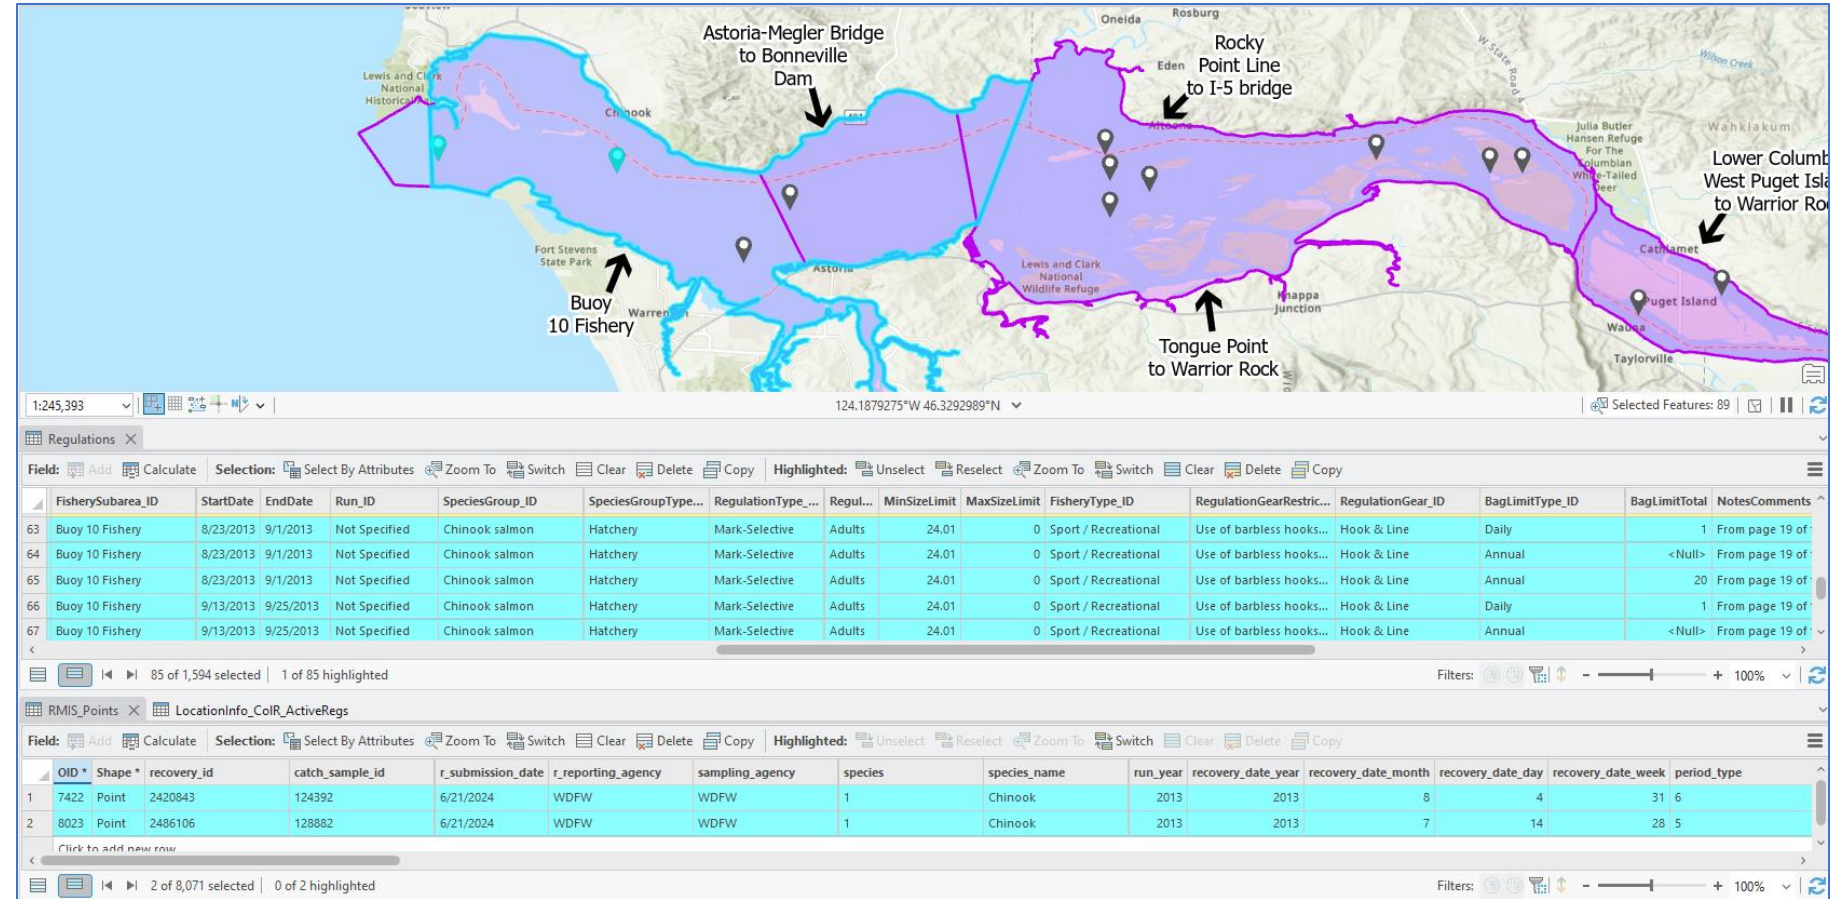 Oneida
Rosburg
Astoria-Megler Bridge
to Bonneville
Dam
Rocky
Point Line
to I-5 bridge
Eden
W State Road 4
Wilson Creek
Lewis and Clark
National
Chinook
401
Altoona
Julia Butler
Hansen Refuge
For The
Columbian
White-Tailed
Deer
Wahkiakum
Lower Columb
West Puget Isla
to Warrior Ro
Fort Stevens
State Park
Astoria
Lewis and Clark
National
Wildlife Refuge
Knappa
Junction
Cathlamet
Puget Island
Buoy
10 Fishery
Warren
Wauna
Tongue Point
to Warrior Rock
Taylorville
1:245,393
124.1879275°W 46.3292989°N
Selected Features: 89
Regulations
Field: Add Calculate Selection: Select By Attributes Zoom To Switch Clear Delete Copy Highlighted: Unselect Reselect Zoom To Switch Clear Delete Copy
FisherySubarea_ID StartDate EndDate Run_ID SpeciesGroup_ID SpeciesGroupType... RegulationType_... Regul... MinSizeLimit MaxSizeLimit FisheryType_ID RegulationGearRestric... RegulationGear_ID BagLimitType_ID BagLimitTotal NotesComments
63 Buoy 10 Fishery 8/23/2013 9/1/2013 Not Specified Chinook salmon Hatchery Mark-Selective Adults 24.01 0 Sport / Recreational Use of barbless hooks... Hook & Line Daily 1 From page 19 of
64 Buoy 10 Fishery 8/23/2013 9/1/2013 Not Specified Chinook salmon Hatchery Mark-Selective Adults 24.01 0 Sport / Recreational Use of barbless hooks... Hook & Line Annual <Null> From page 19 of
65 Buoy 10 Fishery 8/23/2013 9/1/2013 Not Specified Chinook salmon Hatchery Mark-Selective Adults 24.01 0 Sport / Recreational Use of barbless hooks... Hook & Line Annual 20 From page 19 of
66 Buoy 10 Fishery 9/13/2013 9/25/2013 Not Specified Chinook salmon Hatchery Mark-Selective Adults 24.01 0 Sport / Recreational Use of barbless hooks... Hook & Line Daily 1 From page 19 of
67 Buoy 10 Fishery 9/13/2013 9/25/2013 Not Specified Chinook salmon Hatchery Mark-Selective Adults 24.01 0 Sport / Recreational Use of barbless hooks... Hook & Line Annual <Null> From page 19 of
85 of 1,594 selected 1 of 85 highlighted Filters: - + 100%
RMIS_Points LocationInfo_ColR_ActiveRegs
Field: Add Calculate Selection: Select By Attributes Zoom To Switch Clear Delete Copy Highlighted: Unselect Reselect Zoom To Switch Clear Delete Copy
OID * Shape * recovery_id catch_sample_id r_submission_date r_reporting_agency sampling_agency species species_name run_year recovery_date_year recovery_date_month recovery_date_day recovery_date_week period_type
1 7422 Point 2420843 124392 6/21/2024 WDFW WDFW 1 Chinook 2013 2013 8 4 31 6
2 8023 Point 2486106 128882 6/21/2024 WDFW WDFW 1 Chinook 2013 2013 7 14 28 5
Click to add new row.
2 of 8,071 selected 0 of 2 highlighted Filters: - + 100%